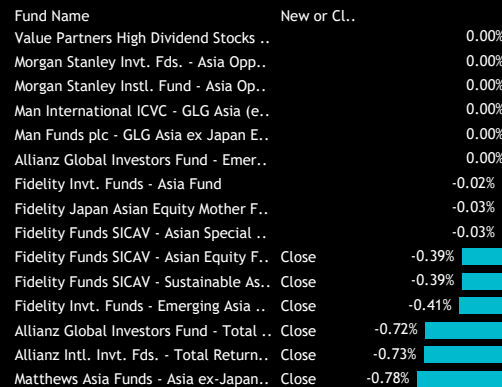 Fund Name New or Cl..
Value Partners High Dividend Stocks .. 0.00%
Morgan Stanley Invt. Fds. - Asia Opp.. 0.00%
Morgan Stanley Instl. Fund - Asia Op.. 0.00%
Man International ICVC - GLG Asia (e.. 0.00%
Man Funds plc - GLG Asia ex Japan E.. 0.00%
Allianz Global Investors Fund - Emer.. 0.00%
Fidelity Invt. Funds - Asia Fund -0.02%
Fidelity Japan Asian Equity Mother F.. -0.03%
Fidelity Funds SICAV - Asian Special .. -0.03%
Fidelity Funds SICAV - Asian Equity F.. Close -0.39%
Fidelity Funds SICAV - Sustainable As.. Close -0.39%
Fidelity Invt. Funds - Emerging Asia .. Close -0.41%
Allianz Global Investors Fund - Total .. Close -0.72%
Allianz Intl. Invt. Fds. - Total Return.. Close -0.73%
Matthews Asia Funds - Asia ex-Japan.. Close -0.78%